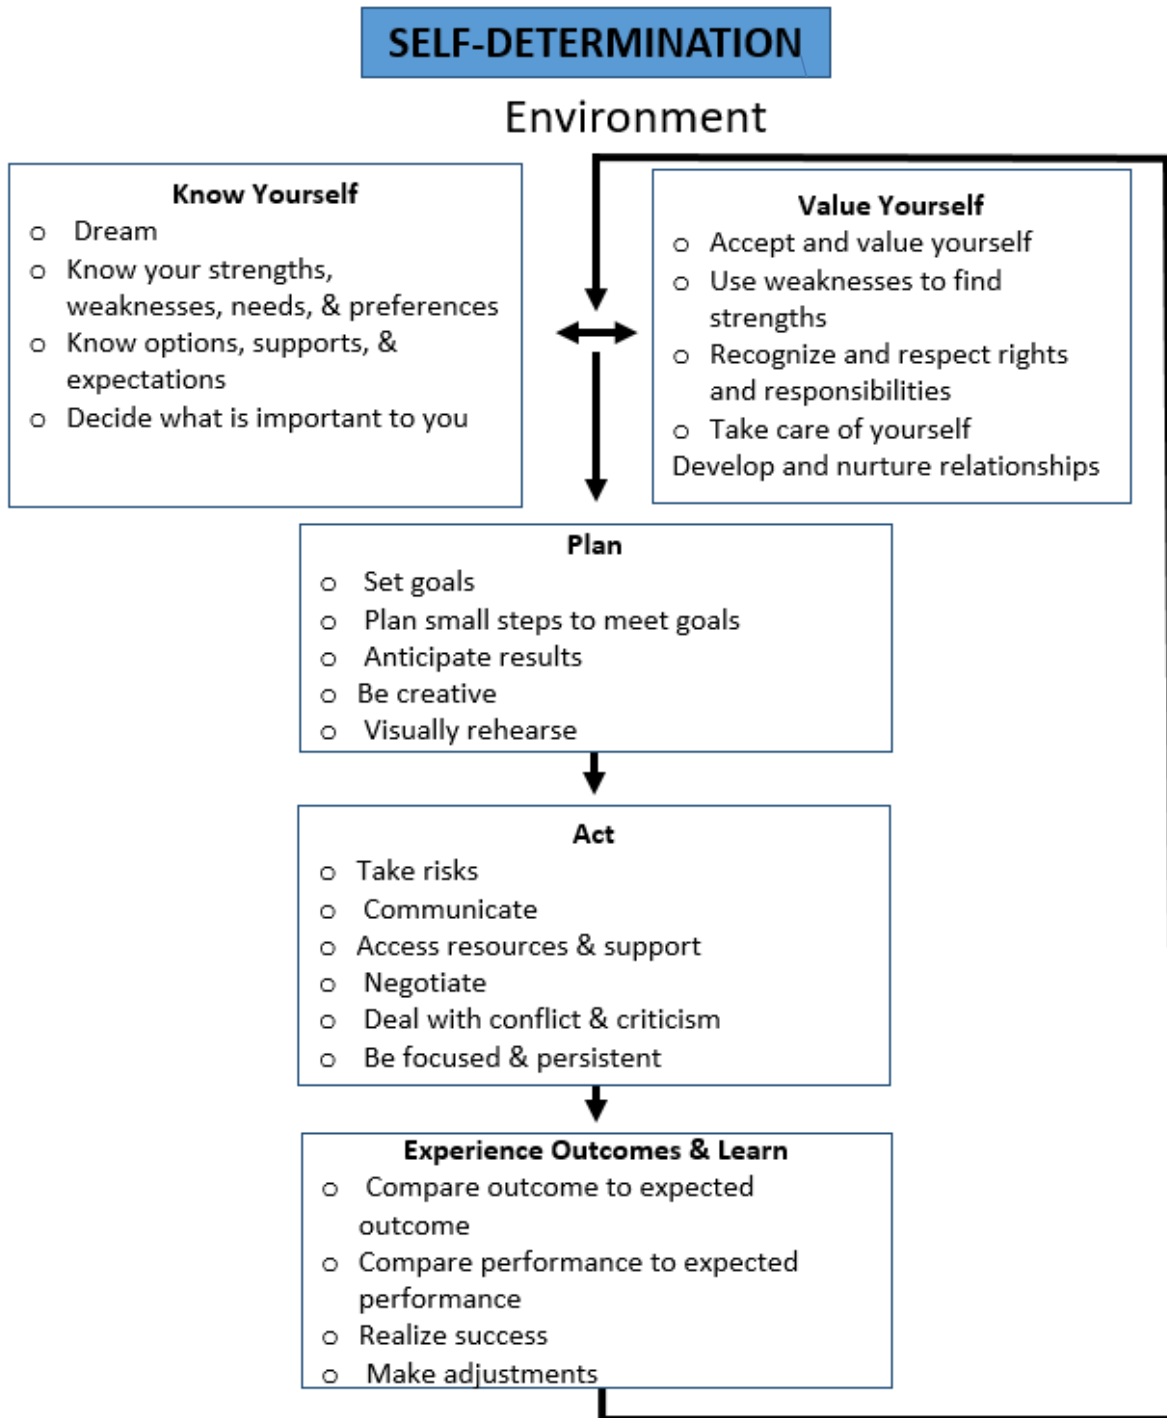 SELF-DETERMINATION
Environment
Know Yourself
o Dream
o Know your strengths,
weaknesses, needs, & preferences
o Know options, supports, &
expectations
o Decide what is important to you
Value Yourself
o Accept and value yourself
o Use weaknesses to find
strengths
o Recognize and respect rights
and responsibilities
o Take care of yourself
Develop and nurture relationships
Plan
o Set goals
o Plan small steps to meet goals
o Anticipate results
o Be creative
o Visually rehearse
Act
o Take risks
o Communicate
o Access resources & support
o Negotiate
o Deal with conflict & criticism
o Be focused & persistent
Experience Outcomes & Learn
o Compare outcome to expected
outcome
o Compare performance to expected
performance
o Realize success
o Make adjustments